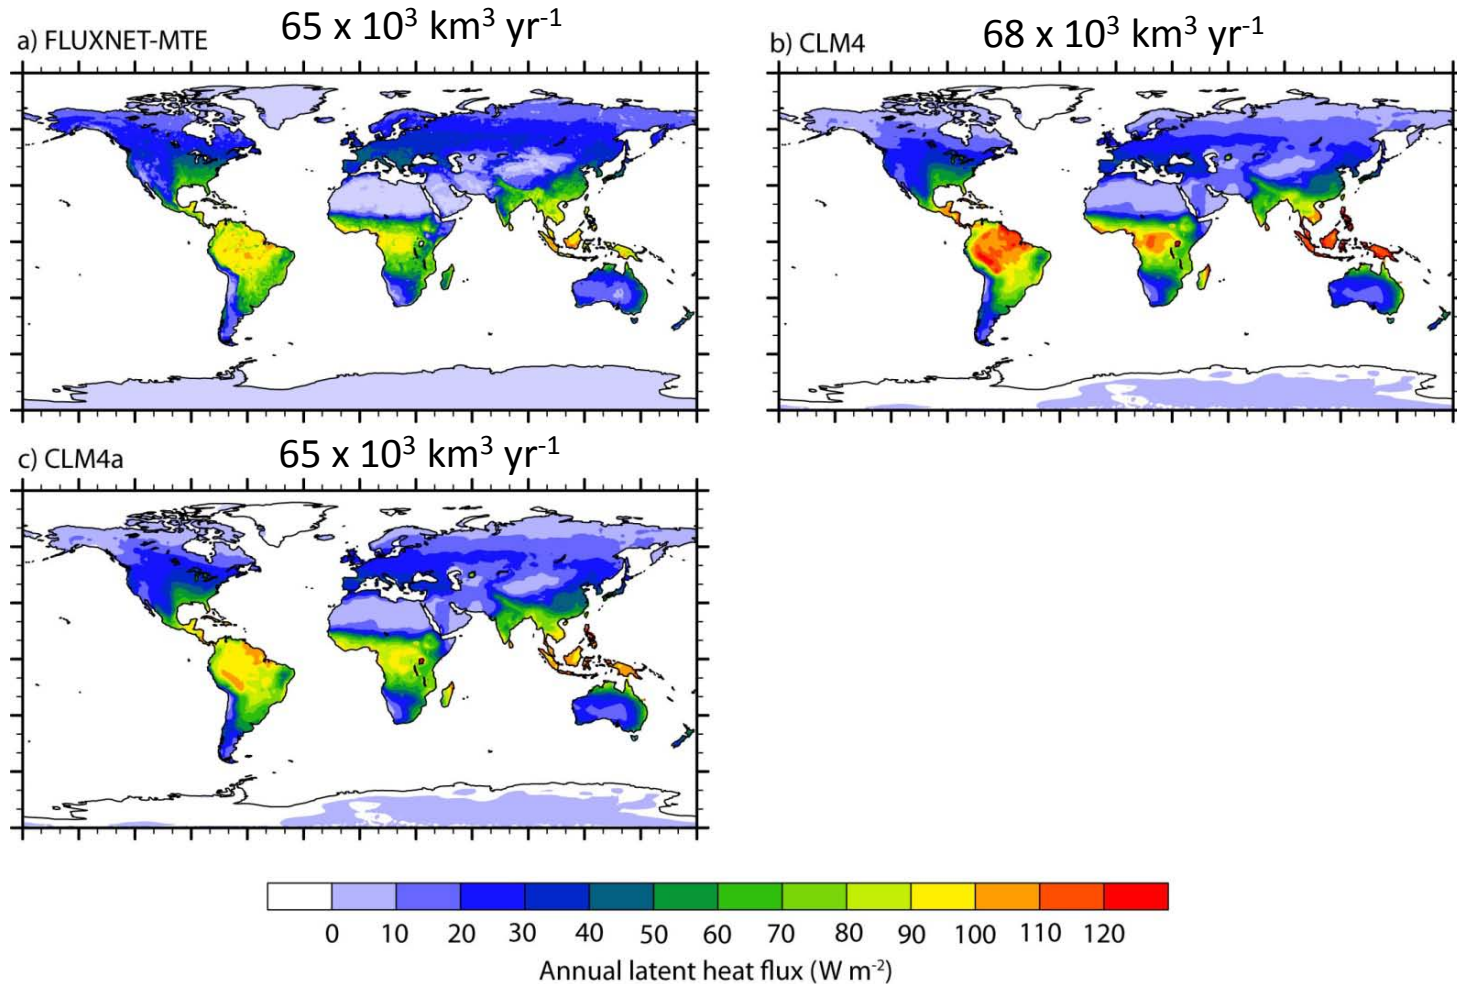 a) FLUXNET-MTE 65 x 10³ km³ yr⁻¹
b) CLM4 68 x 10³ km³ yr⁻¹
c) CLM4a 65 x 10³ km³ yr⁻¹
0 10 20 30 40 50 60 70 80 90 100 110 120
Annual latent heat flux (W m⁻²)